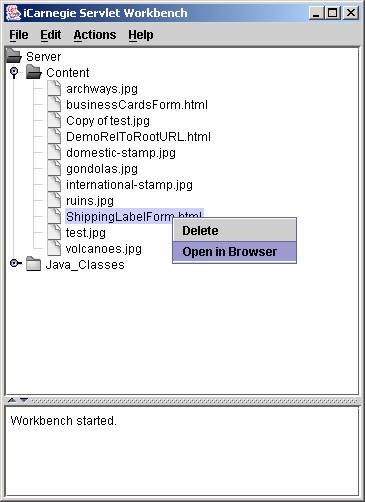 iCarnegie Servlet Workbench
File Edit Actions Help
Server
Content
archways.jpg
businessCardsForm.html
Copy of test.jpg
DemoRelToRootURL.html
domestic-stamp.jpg
gondolas.jpg
international-stamp.jpg
ruins.jpg
ShippingLabelForm.html
Delete
test.jpg
Open in Browser
volcanoes.jpg
Java_Classes
Workbench started.